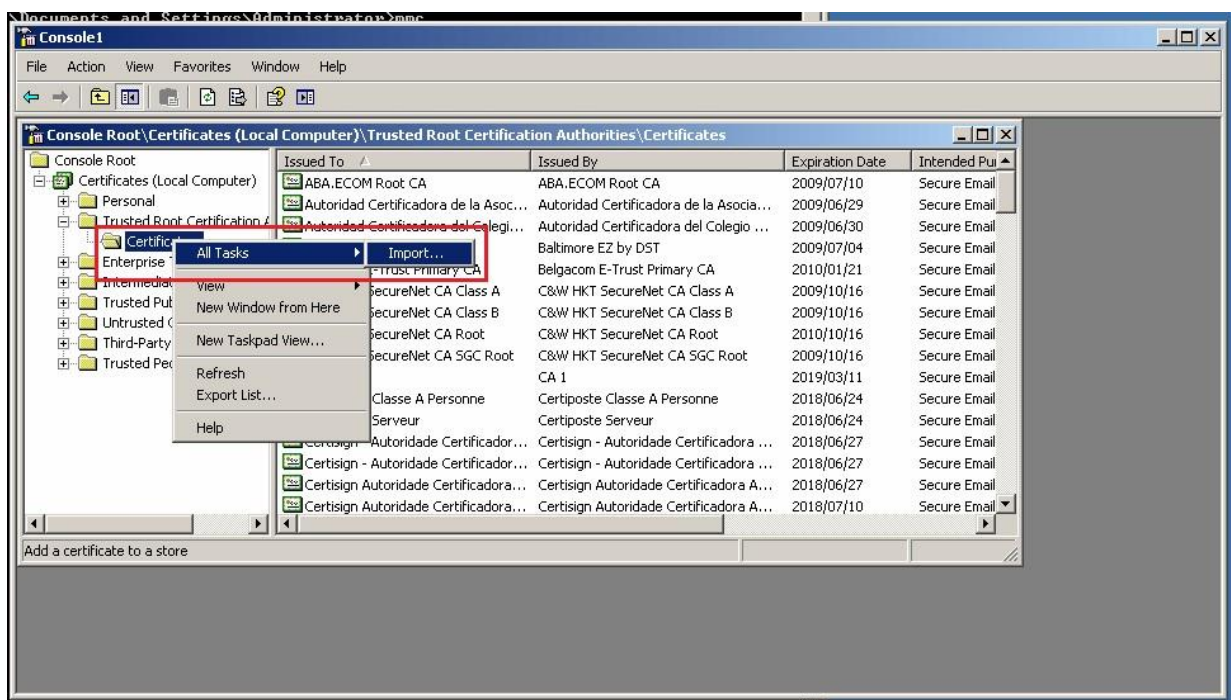 \Documents and Settings\Administrator>mmc
Console1
File Action View Favorites Window Help
Console Root\Certificates (Local Computer)\Trusted Root Certification Authorities\Certificates
Console Root
Certificates (Local Computer)
Personal
Trusted Root Certification
Certific
Enterprise
Intermedia
Trusted Pub
Untrusted
Third-Party
Trusted Peo
All Tasks
Import...
View
New Window from Here
New Taskpad View...
Refresh
Export List...
Help
Issued To Issued By Expiration Date Intended Pu
ABA.ECOM Root CA ABA.ECOM Root CA 2009/07/10 Secure Email
Autoridad Certificadora de la Asoc... Autoridad Certificadora de la Asocia... 2009/06/29 Secure Email
Autoridad Certificadora del Colegi... Autoridad Certificadora del Colegio ... 2009/06/30 Secure Email
Baltimore EZ by DST 2009/07/04 Secure Email
E-Trust Primary CA Belgacom E-Trust Primary CA 2010/01/21 Secure Email
SecureNet CA Class A C&W HKT SecureNet CA Class A 2009/10/16 Secure Email
SecureNet CA Class B C&W HKT SecureNet CA Class B 2009/10/16 Secure Email
SecureNet CA Root C&W HKT SecureNet CA Root 2010/10/16 Secure Email
SecureNet CA SGC Root C&W HKT SecureNet CA SGC Root 2009/10/16 Secure Email
CA 1 2019/03/11 Secure Email
Classe A Personne Certiposte Classe A Personne 2018/06/24 Secure Email
Serveur Certiposte Serveur 2018/06/24 Secure Email
Certisign - Autoridade Certificador... Certisign - Autoridade Certificadora ... 2018/06/27 Secure Email
Certisign - Autoridade Certificador... Certisign - Autoridade Certificadora ... 2018/06/27 Secure Email
Certisign Autoridade Certificadora... Certisign Autoridade Certificadora A... 2018/06/27 Secure Email
Certisign Autoridade Certificadora... Certisign Autoridade Certificadora A... 2018/07/10 Secure Email
Add a certificate to a store